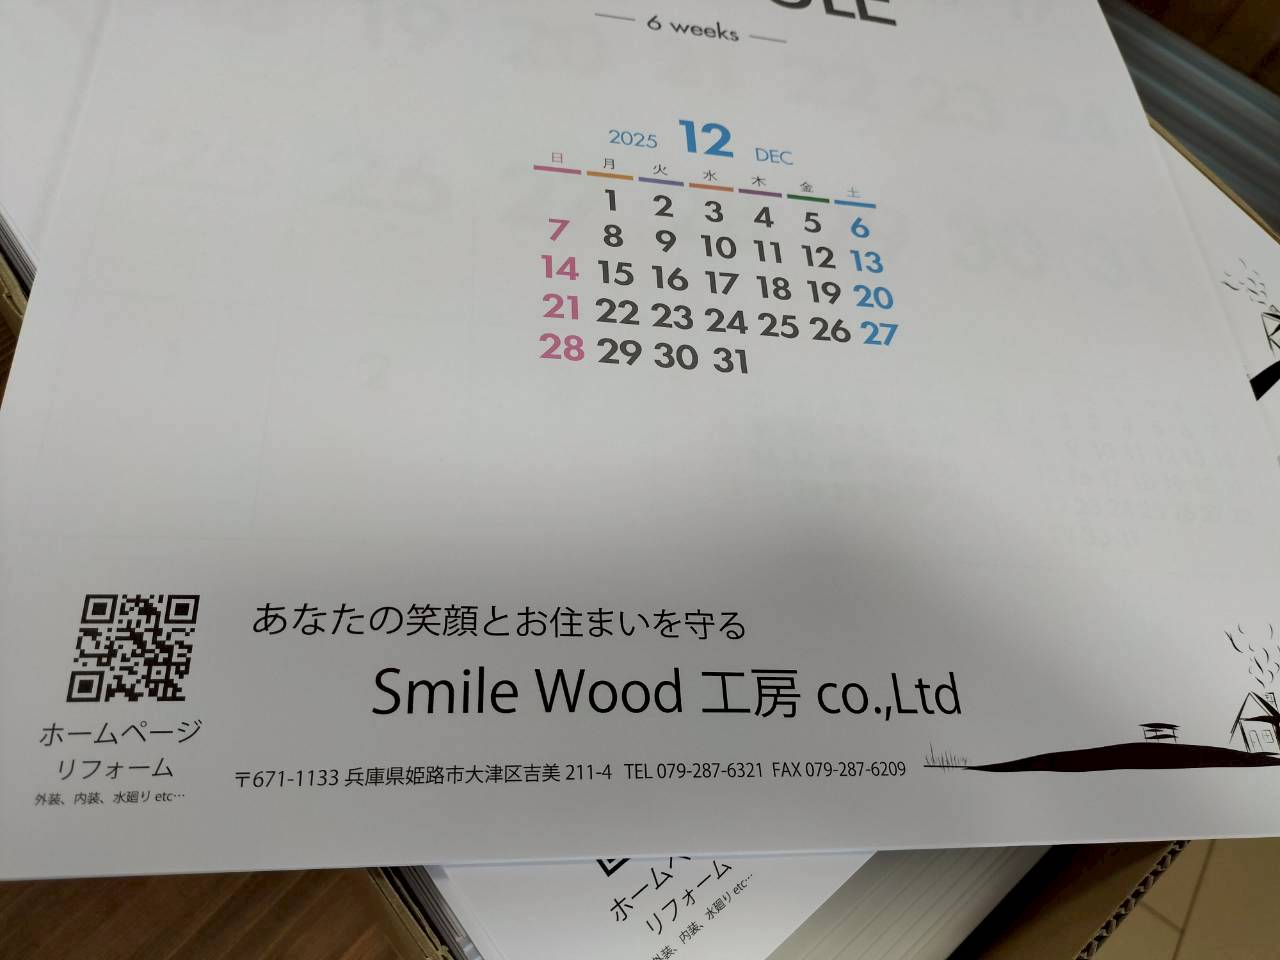 6 weeks
2025 12 DEC
日 月 火 水 木 金 土
1 2 3 4 5 6
7 8 9 10 11 12 13
14 15 16 17 18 19 20
21 22 23 24 25 26 27
28 29 30 31
あなたの笑顔とお住まいを守る
Smile Wood 工房 co.,Ltd
ホームページ
リフォーム
外装、内装、水廻り etc…
〒671-1133 兵庫県姫路市大津区吉美 211-4 TEL 079-287-6321 FAX 079-287-6209
ホームペ
リフォーム
外装、内装、水廻り etc…